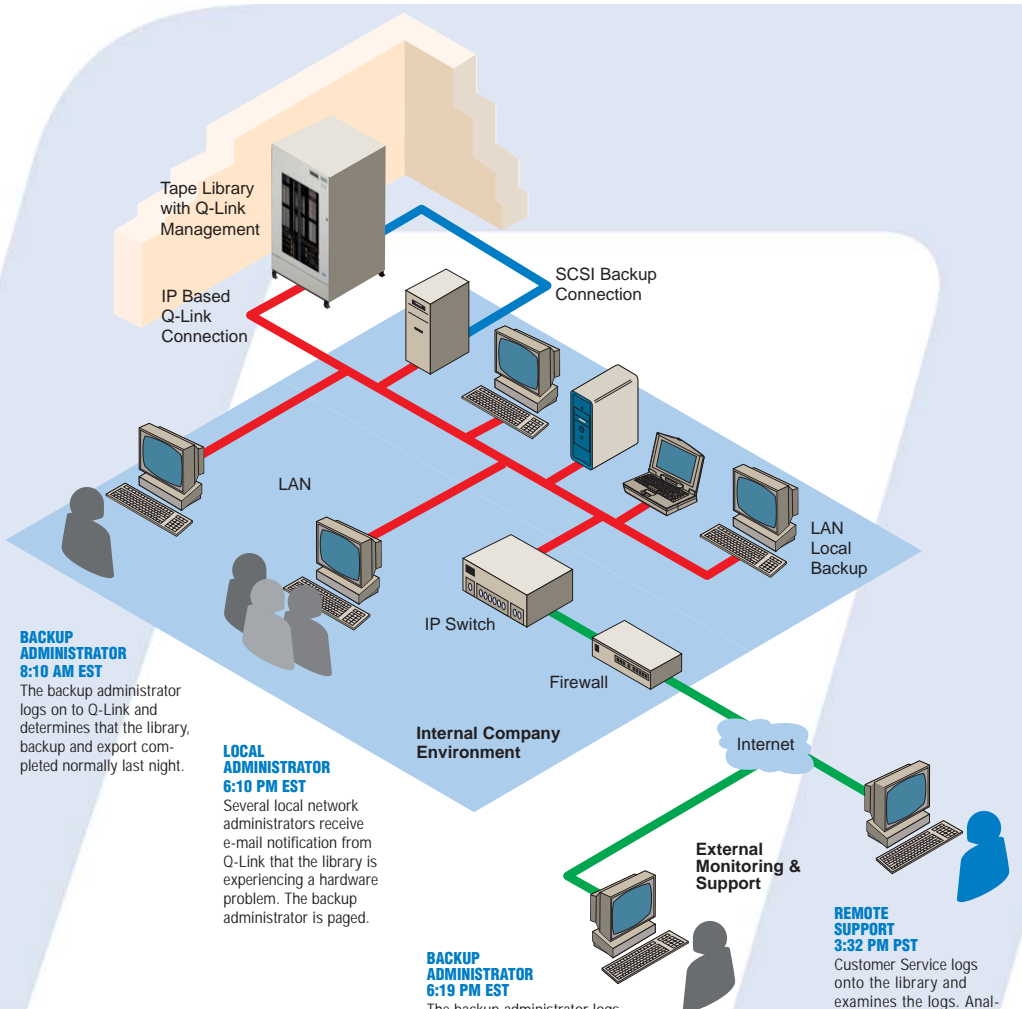 Tape Library
with Q-Link
Management
IP Based
Q-Link
Connection
SCSI Backup
Connection
LAN
LAN
Local
Backup
IP Switch
Firewall
Internal Company
Environment
Internet
External
Monitoring &
Support
BACKUP
ADMINISTRATOR
8:10 AM EST
The backup administrator
logs on to Q-Link and
determines that the library,
backup and export com-
pleted normally last night.
LOCAL
ADMINISTRATOR
6:10 PM EST
Several local network
administrators receive
e-mail notification from
Q-Link that the library is
experiencing a hardware
problem. The backup
administrator is paged.
BACKUP
ADMINISTRATOR
6:19 PM EST
The backup administrator logs
REMOTE
SUPPORT
3:32 PM PST
Customer Service logs
onto the library and
examines the logs. Anal-